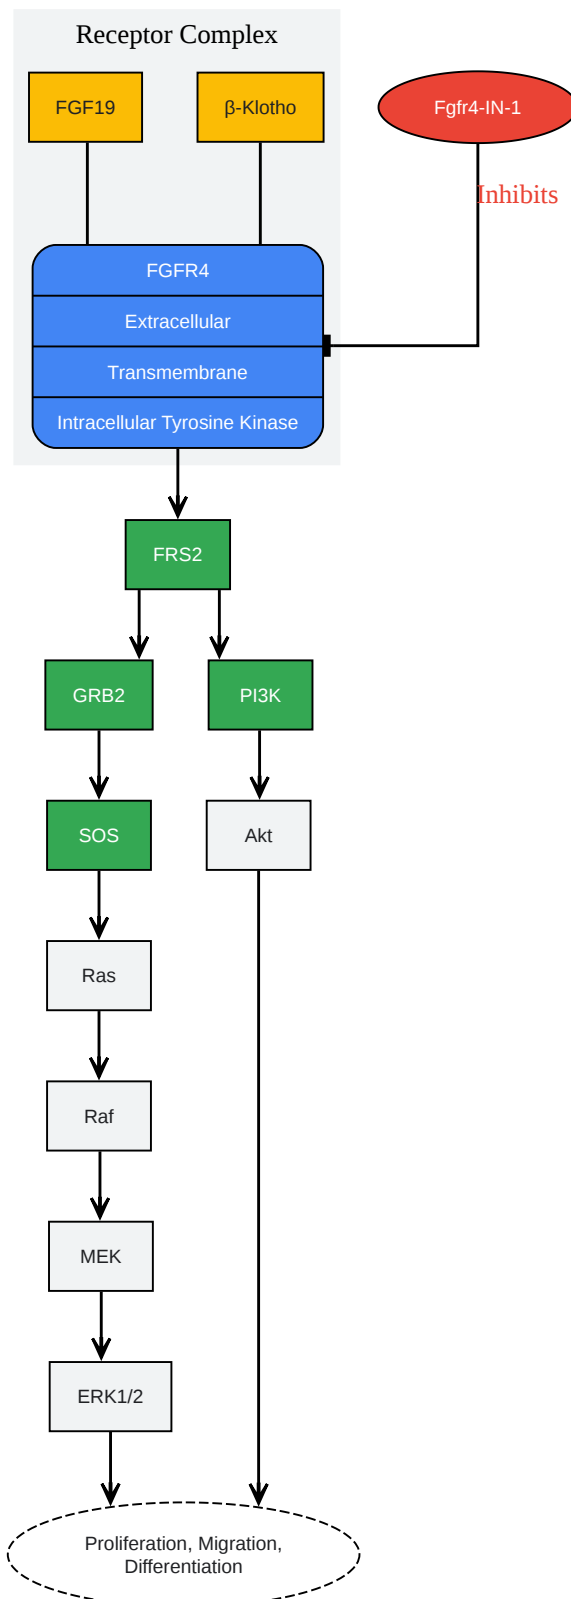 Receptor Complex
FGF19
β-Klotho
Fgfr4-IN-1
Inhibits
FGFR4
Extracellular
Transmembrane
Intracellular Tyrosine Kinase
FRS2
GRB2
PI3K
SOS
Akt
Ras
Raf
MEK
ERK1/2
Proliferation, Migration,
Differentiation